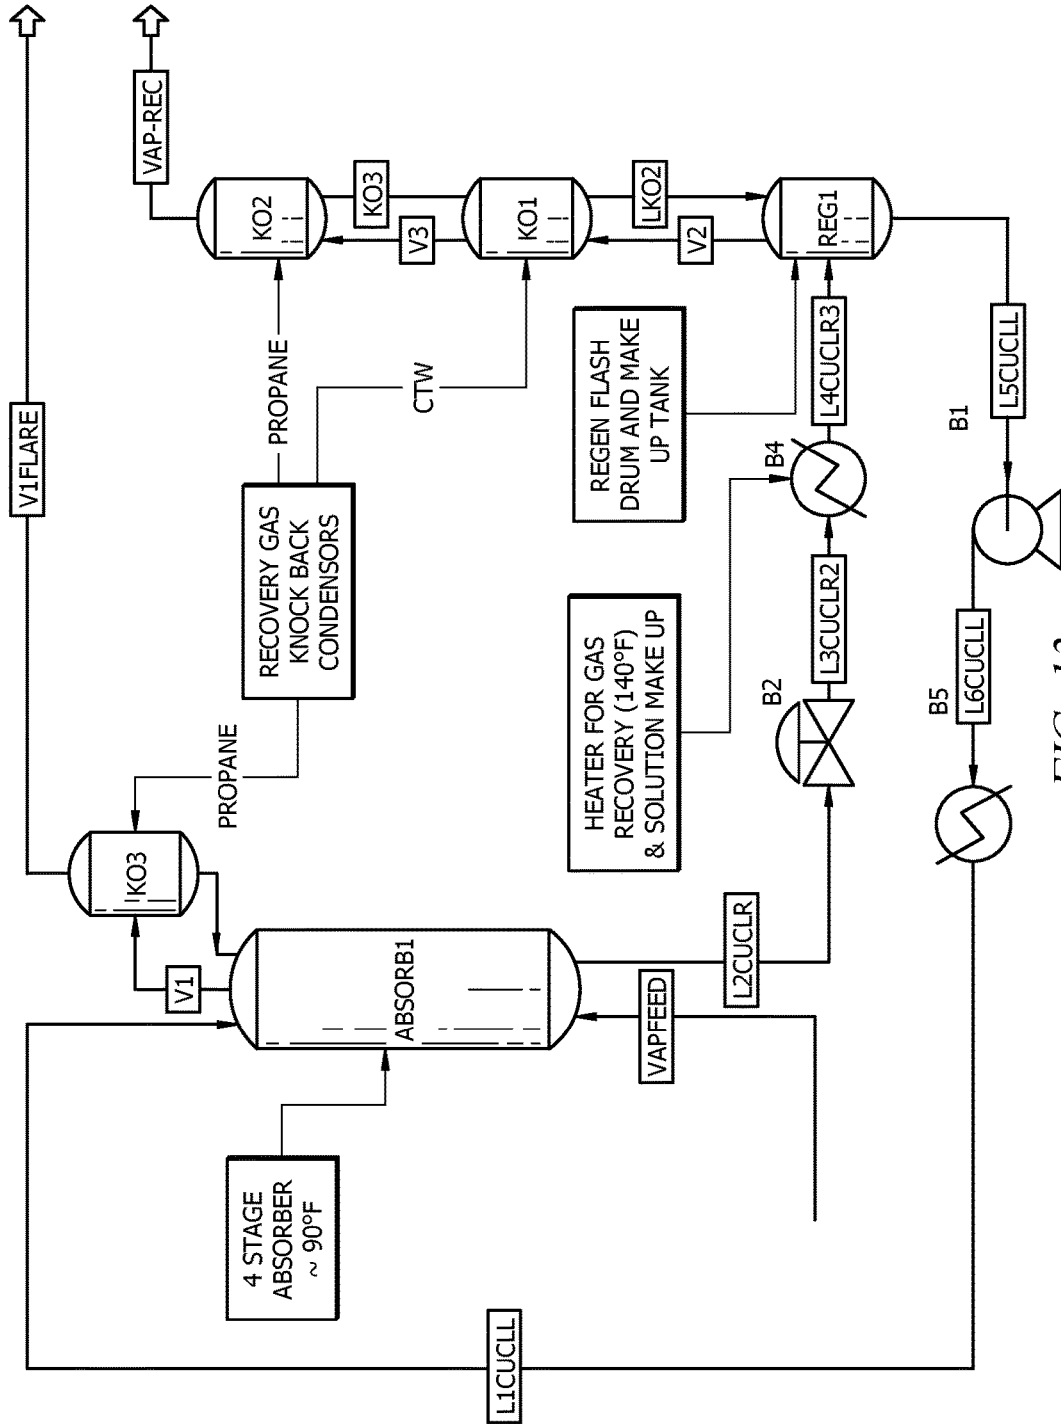 V1FLARE
VAP-REC
KO3
V1
PROPANE
4 STAGE
ABSORBER
~ 90°F
RECOVERY GAS
KNOCK BACK
CONDENSORS
PROPANE
KO2
KO3
V3
CTW
ABSORB1
KO1
L1CUCLL
HEATER FOR GAS
RECOVERY (140°F)
& SOLUTION MAKE UP
REGEN FLASH
DRUM AND MAKE
UP TANK
LKO2
V2
VAPFEED
L2CUCLR
B2
L3CUCLR2
B4
L4CUCLR3
REG1
B5
L6CUCLL
B1
L5CUCLL
FIG.